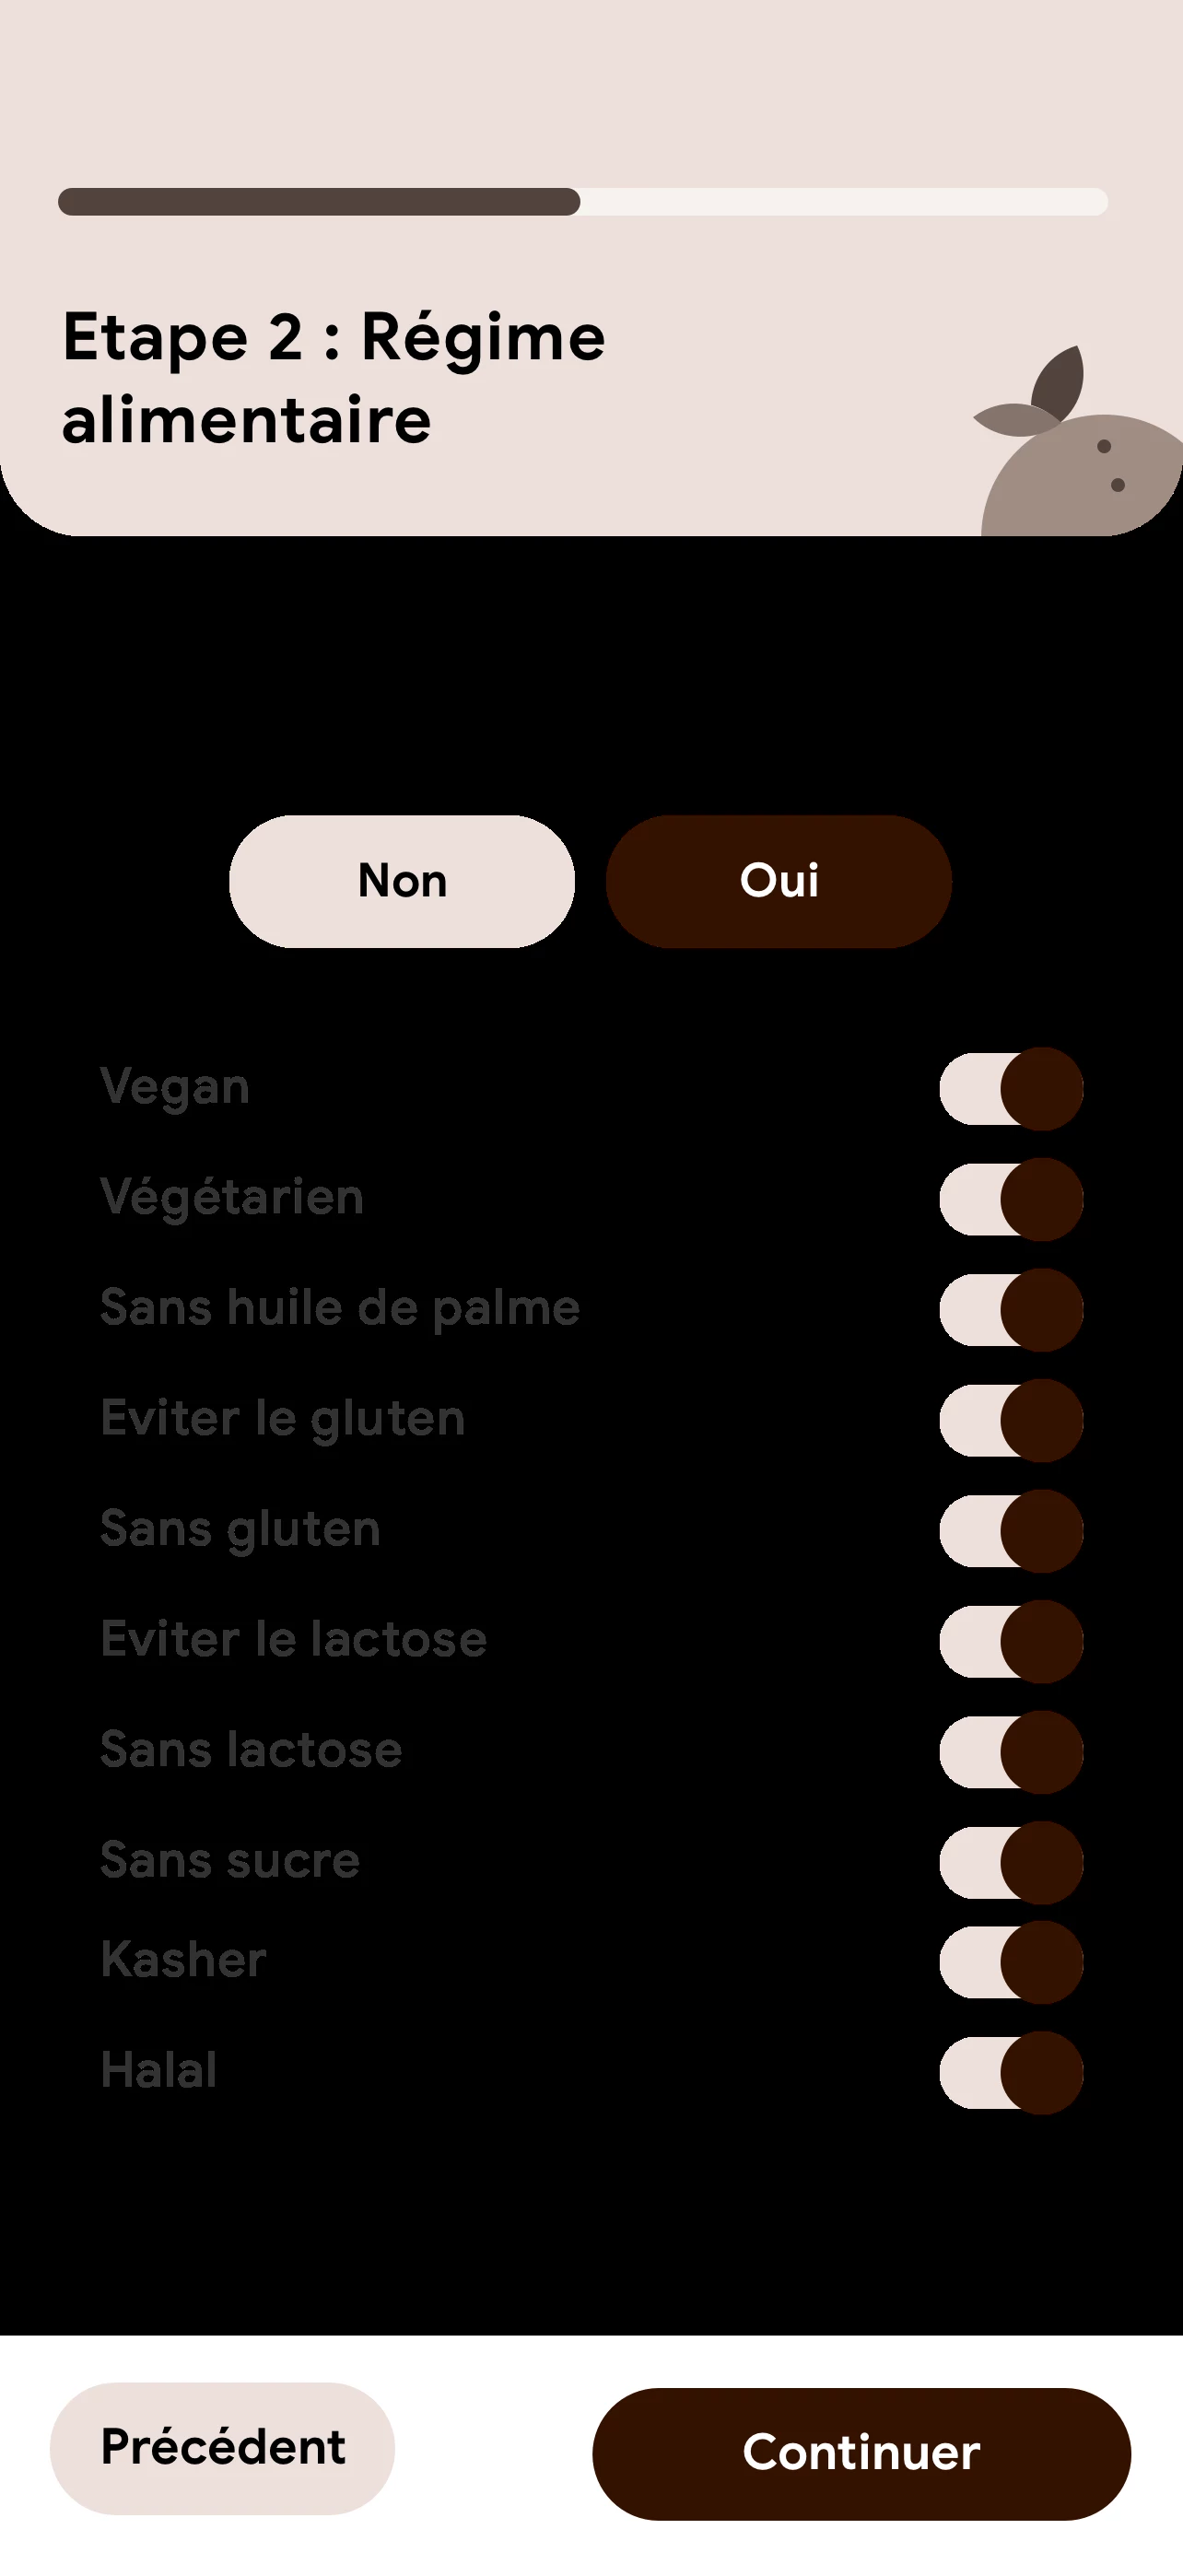 Etape 2 : Régime
alimentaire
Non
Oui
Vegan
Végétarien
Sans huile de palme
Eviter le gluten
Sans gluten
Eviter le lactose
Sans lactose
Sans sucre
Kasher
Halal
Précédent
Continuer